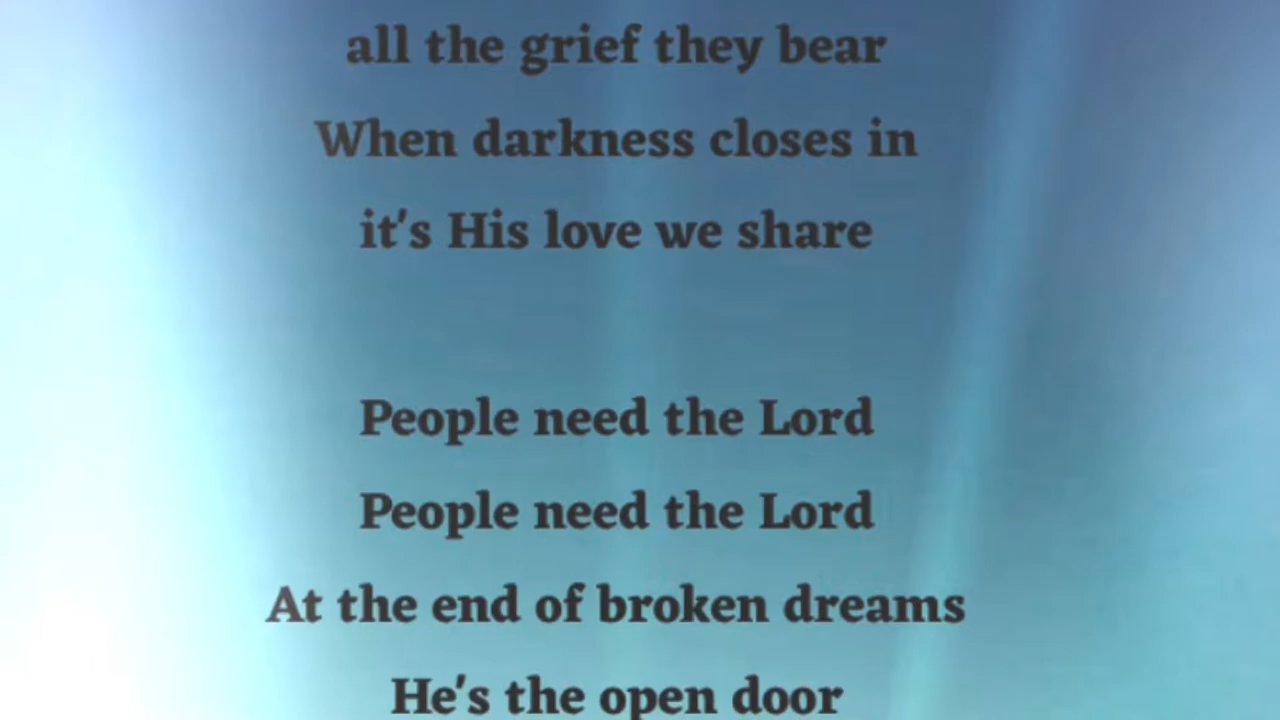 all the grief they bear
When darkness closes in
it's His love we share
People need the Lord
People need the Lord
At the end of broken dreams
He's the open door